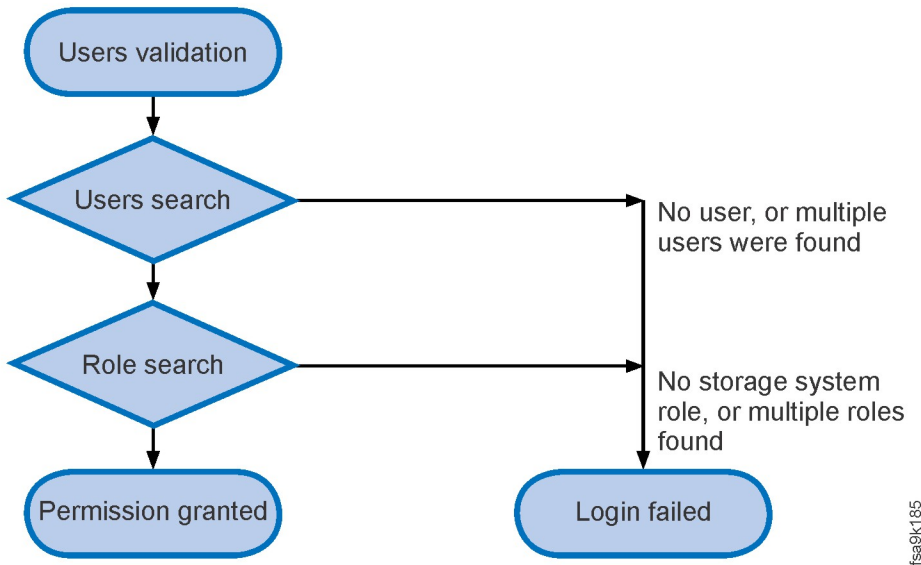 Users validation
Users search
No user, or multiple
users were found
Role search
No storage system
role, or multiple roles
found
Permission granted
Login failed
fsa9k185